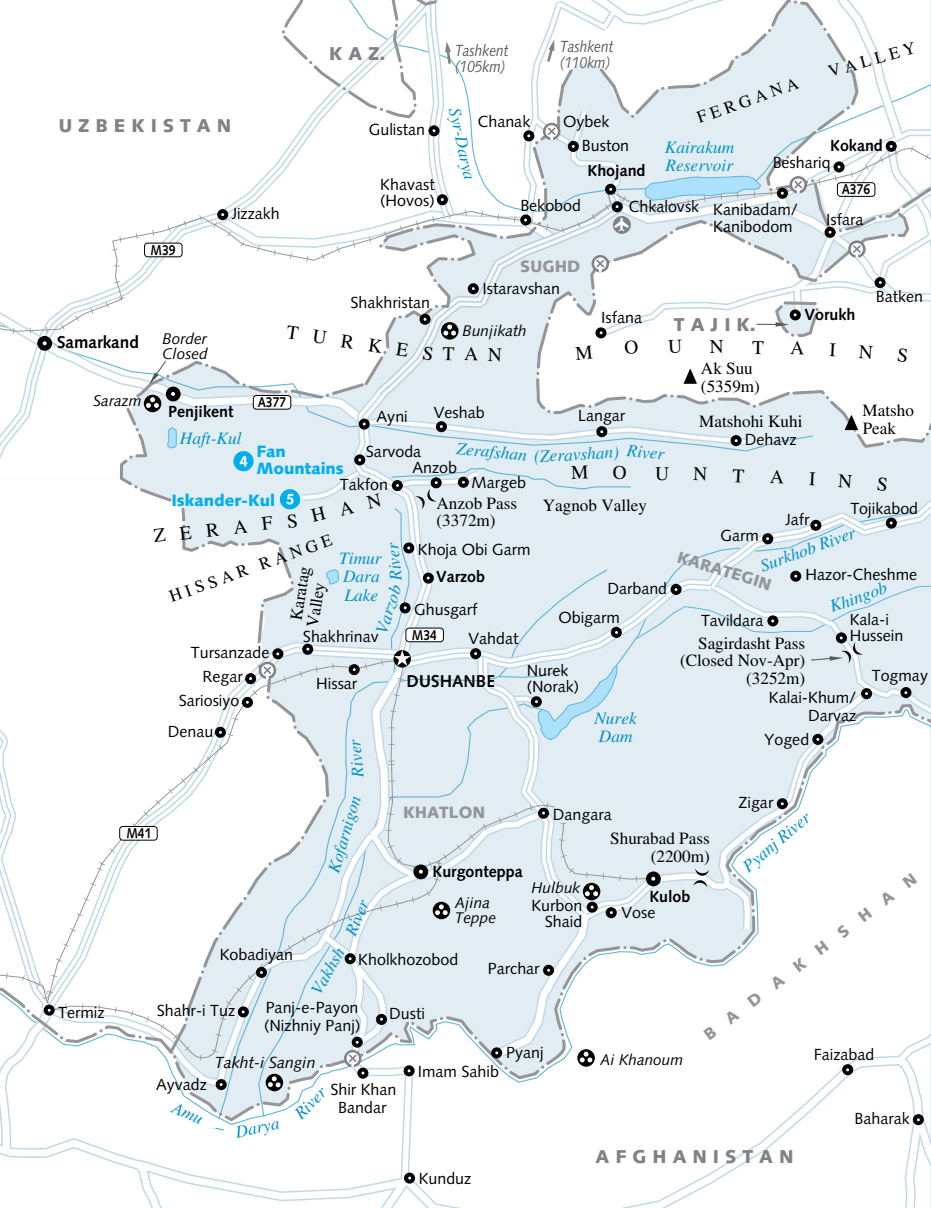 KAZ.
Tashkent
(105km)
Tashkent
(110km)
FERGANA VALLEY
UZBEKISTAN
Gulistan
Syr-Darya
Chanak
Oybek
Buston
Kairakum
Reservoir
Kokand
Beshariq
A376
Khojand
Khavast
(Hovos)
Bekobod
Chkalovsk
Kanibadam/
Kanibodom
Isfara
Jizzakh
M39
SUGHD
Istaravshan
Batken
Shakhristan
Bunjikath
Isfana
TAJIK.
Vorukh
Samarkand
Border
Closed
TURKESTAN MOUNTAINS
Ak Suu
(5359m)
Sarazm
Penjikent
A377
Ayni
Veshab
Langar
Matshohi Kuhi
Dehavz
Matsho
Peak
Haft-Kul
4
Fan
Mountains
Sarvoda
Zerafshan (Zeravshan) River
Anzob
Takfon
Margeb
Iskander-Kul
5
Anzob Pass
(3372m)
Yagnob Valley
ZERAFSHAN MOUNTAINS
Tojikabod
Jafr
Garm
Surkhob River
HISSAR RANGE
Khoja Obi Garm
Timur
Dara
Lake
Varzob River
Karatag
Valley
Varzob
KARATEGIN
Hazor-Cheshme
Darband
Khingob
Ghusgarf
Obigarm
Tavildara
Kala-i
Hussein
M34
Shakhrinav
Vahdat
Sagirdasht Pass
(Closed Nov-Apr)
(3252m)
Tursanzade
Regar
Hissar
DUSHANBE
Nurek
(Norak)
Togmay
Sariosiyo
Kalai-Khum/
Darvaz
Denau
Nurek
Dam
Yoged
Kofarnigon River
KHATLON
Zigar
M41
Dangara
Shurabad Pass
(2200m)
Pyanj River
Kurgonteppa
Hulbuk
Kulob
Ajina
Teppe
Kurbon
Shaid
Vose
BADAKHSHAN
Vakhsh River
Kobadiyan
Kholkhozobod
Parchar
Termiz
Shahr-i Tuz
Panj-e-Payon
(Nizhniy Panj)
Dusti
Takht-i Sangin
Pyanj
Ai Khanoum
Faizabad
Ayvadz
Shir Khan
Bandar
Imam Sahib
Amu – Darya River
Baharak
AFGHANISTAN
Kunduz